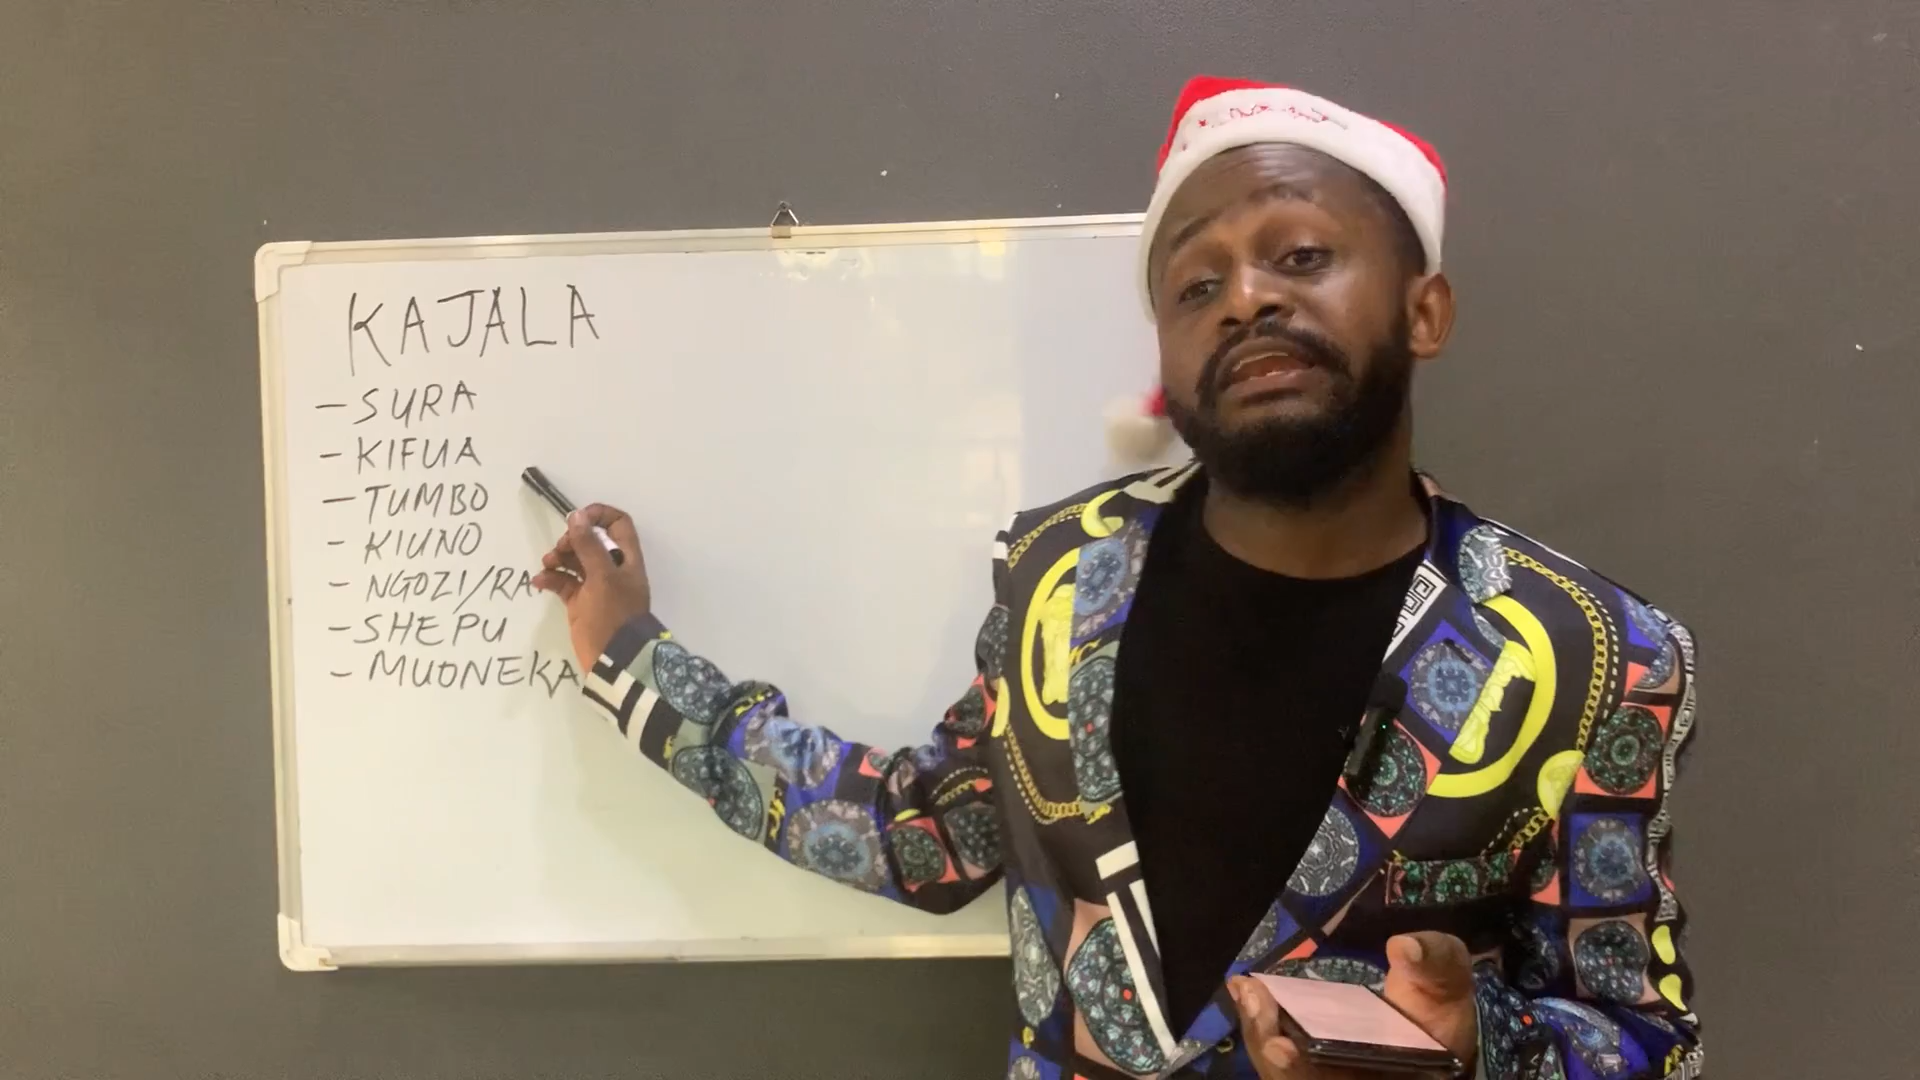 KAJALA
- SURA
- KIFUA
- TUMBO
- KIUNO
- NGOZI/RA
- SHEPU
- MUONEKA